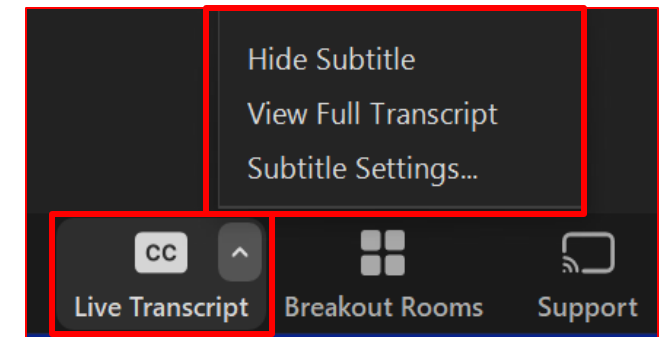 Hide Subtitle
View Full Transcript
Subtitle Settings...
CC
Live Transcript
Breakout Rooms
Support